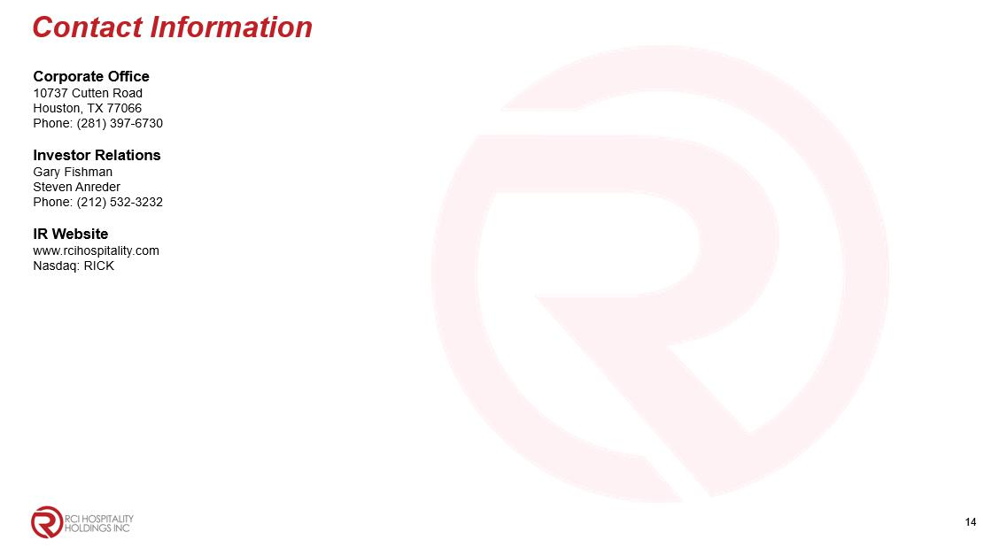 Contact Information
Corporate Office
10737 Cutten Road
Houston, TX 77066
Phone: (281) 397-6730
Investor Relations
Gary Fishman
Steven Anreder
Phone: (212) 532-3232
IR Website
www.rcihospitality.com
Nasdaq: RICK
RCI HOSPITALITY
HOLDINGS INC
14